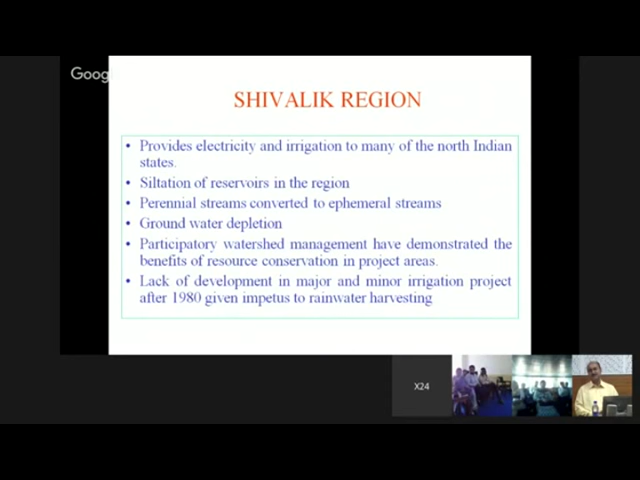 Goog
SHIVALIK REGION
• Provides electricity and irrigation to many of the north Indian
states.
• Siltation of reservoirs in the region
• Perennial streams converted to ephemeral streams
• Ground water depletion
• Participatory watershed management have demonstrated the
benefits of resource conservation in project areas.
• Lack of development in major and minor irrigation project
after 1980 given impetus to rainwater harvesting
X24